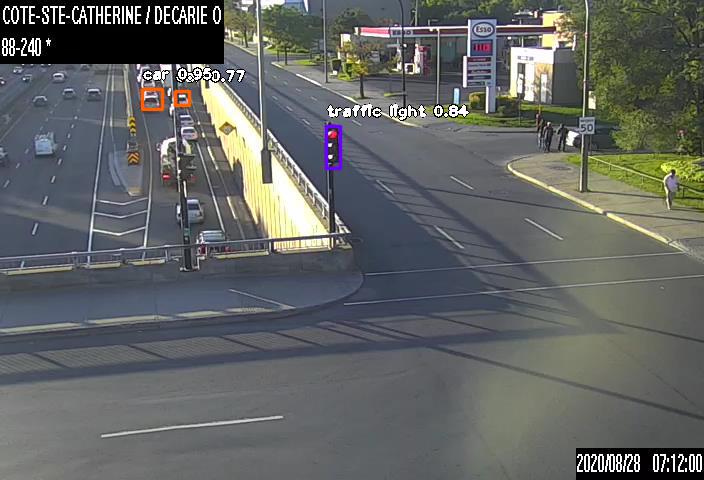 COTE-STE-CATHERINE / DECARIE O
88-240 *
car 0.95
0.77
traffic light 0.84
Esso
50
2020/08/28 07:12:00